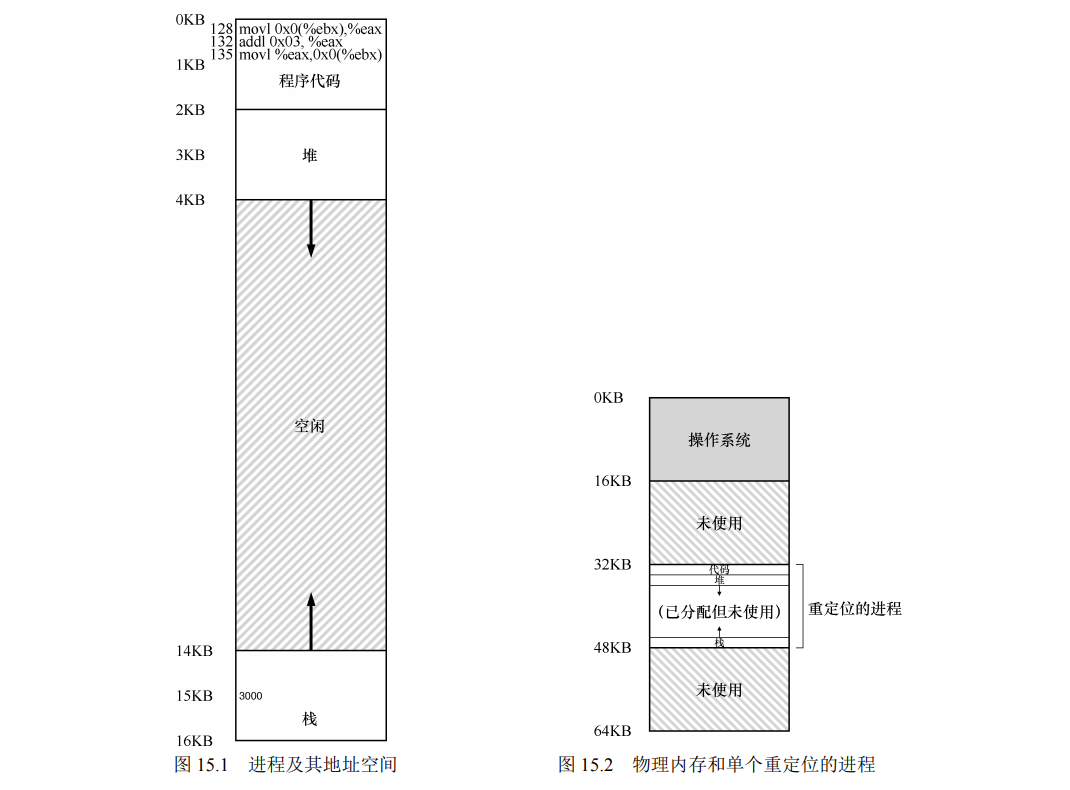 0KB
128 movl 0x0(%ebx),%eax
132 addl 0x03, %eax
135 movl %eax,0x0(%ebx)
1KB
程序代码
2KB
3KB
堆
4KB
空闲
14KB
15KB
3000
栈
16KB
图 15.1 进程及其地址空间
0KB
操作系统
16KB
未使用
32KB
代码
堆
(已分配但未使用)
重定位的进程
栈
48KB
未使用
64KB
图 15.2 物理内存和单个重定位的进程